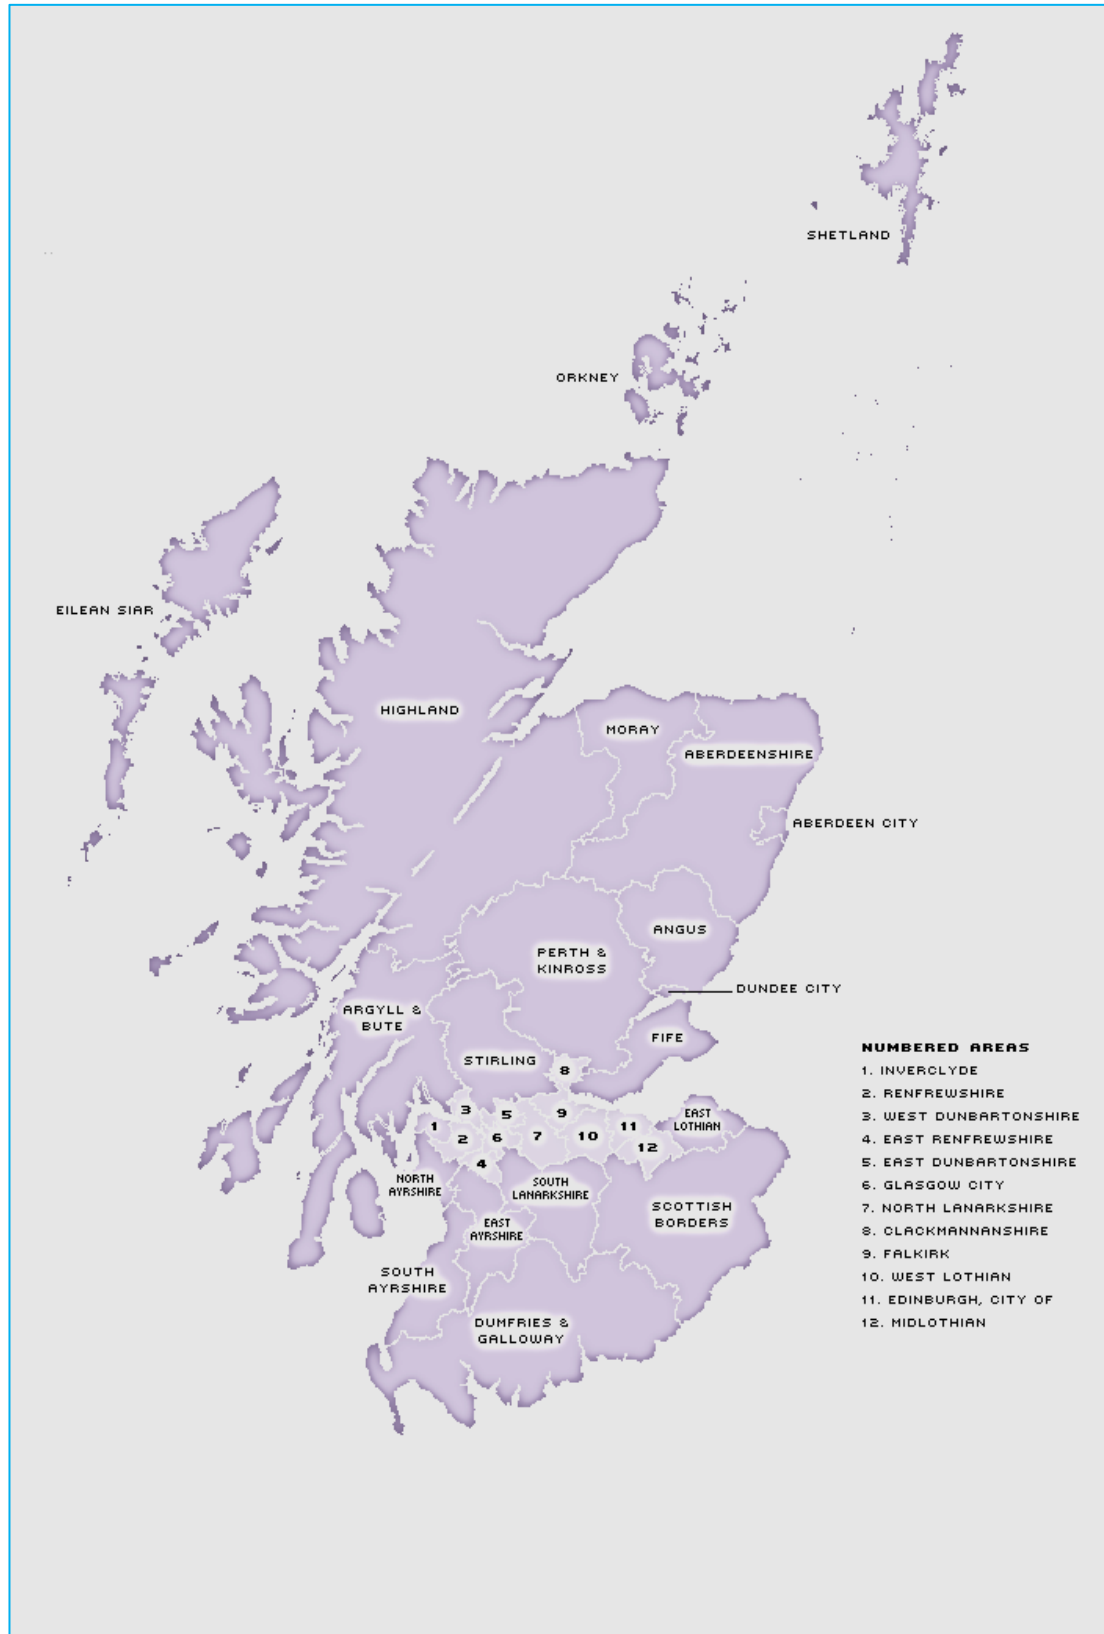 SHETLAND
ORKNEY
EILEAN SIAR
HIGHLAND
MORAY
ABERDEENSHIRE
ABERDEEN CITY
ANGUS
PERTH &
KINROSS
DUNDEE CITY
ARGYLL &
BUTE
FIFE
STIRLING
8
3
5
9
EAST
LOTHIAN
1
2
6
7
10
11
12
4
NORTH
AYRSHIRE
SOUTH
LANARKSHIRE
SCOTTISH
BORDERS
EAST
AYRSHIRE
SOUTH
AYRSHIRE
DUMFRIES &
GALLOWAY
NUMBERED AREAS
1. INVERCLYDE
2. RENFREWSHIRE
3. WEST DUNBARTONSHIRE
4. EAST RENFREWSHIRE
5. EAST DUNBARTONSHIRE
6. GLASGOW CITY
7. NORTH LANARKSHIRE
8. CLACKMANNANSHIRE
9. FALKIRK
10. WEST LOTHIAN
11. EDINBURGH, CITY OF
12. MIDLOTHIAN